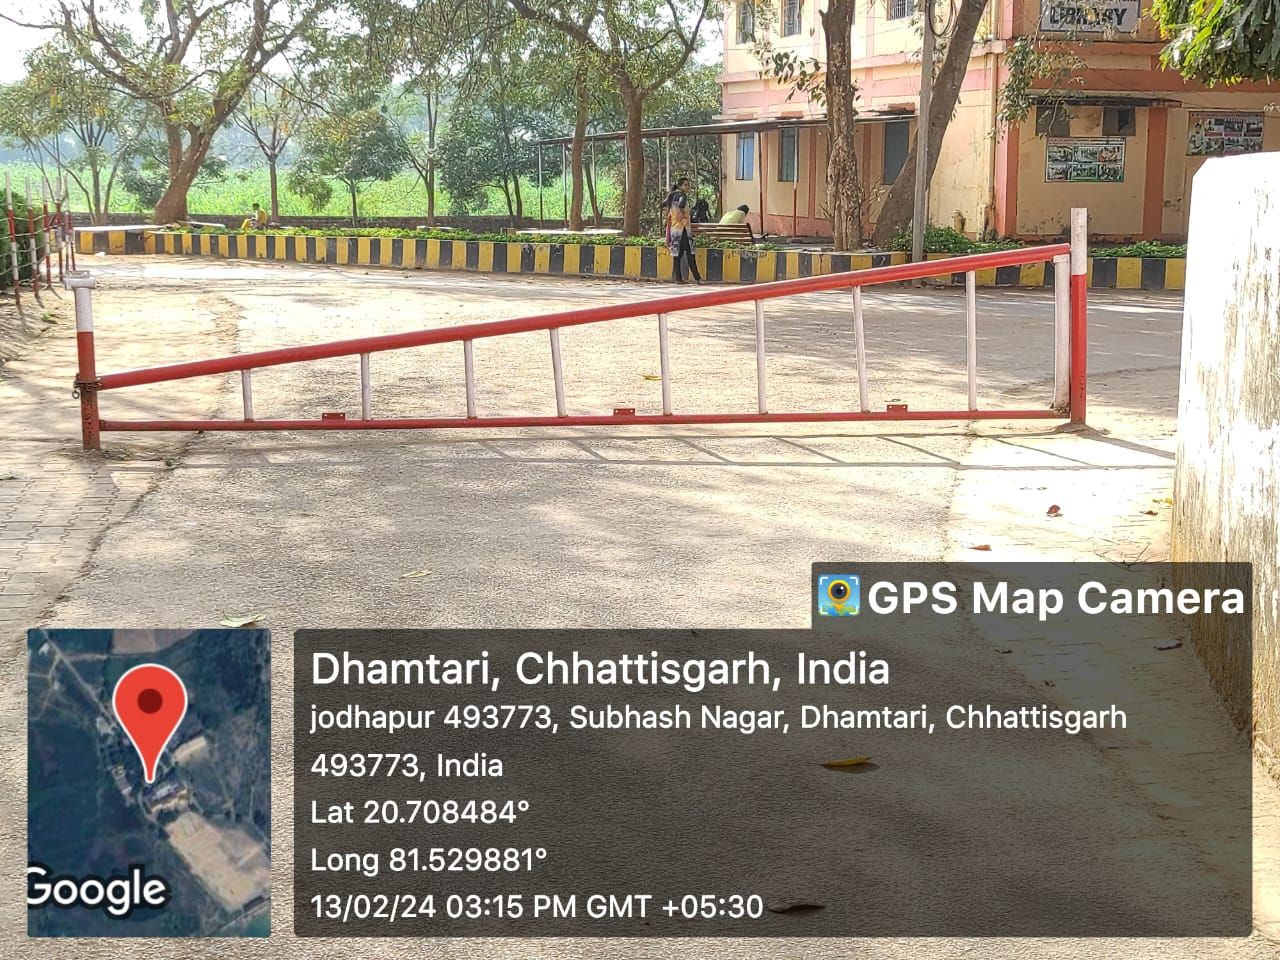 LIBRARY
GPS Map Camera
Dhamtari, Chhattisgarh, India
jodhapur 493773, Subhash Nagar, Dhamtari, Chhattisgarh
493773, India
Lat 20.708484°
Long 81.529881°
13/02/24 03:15 PM GMT +05:30
Google